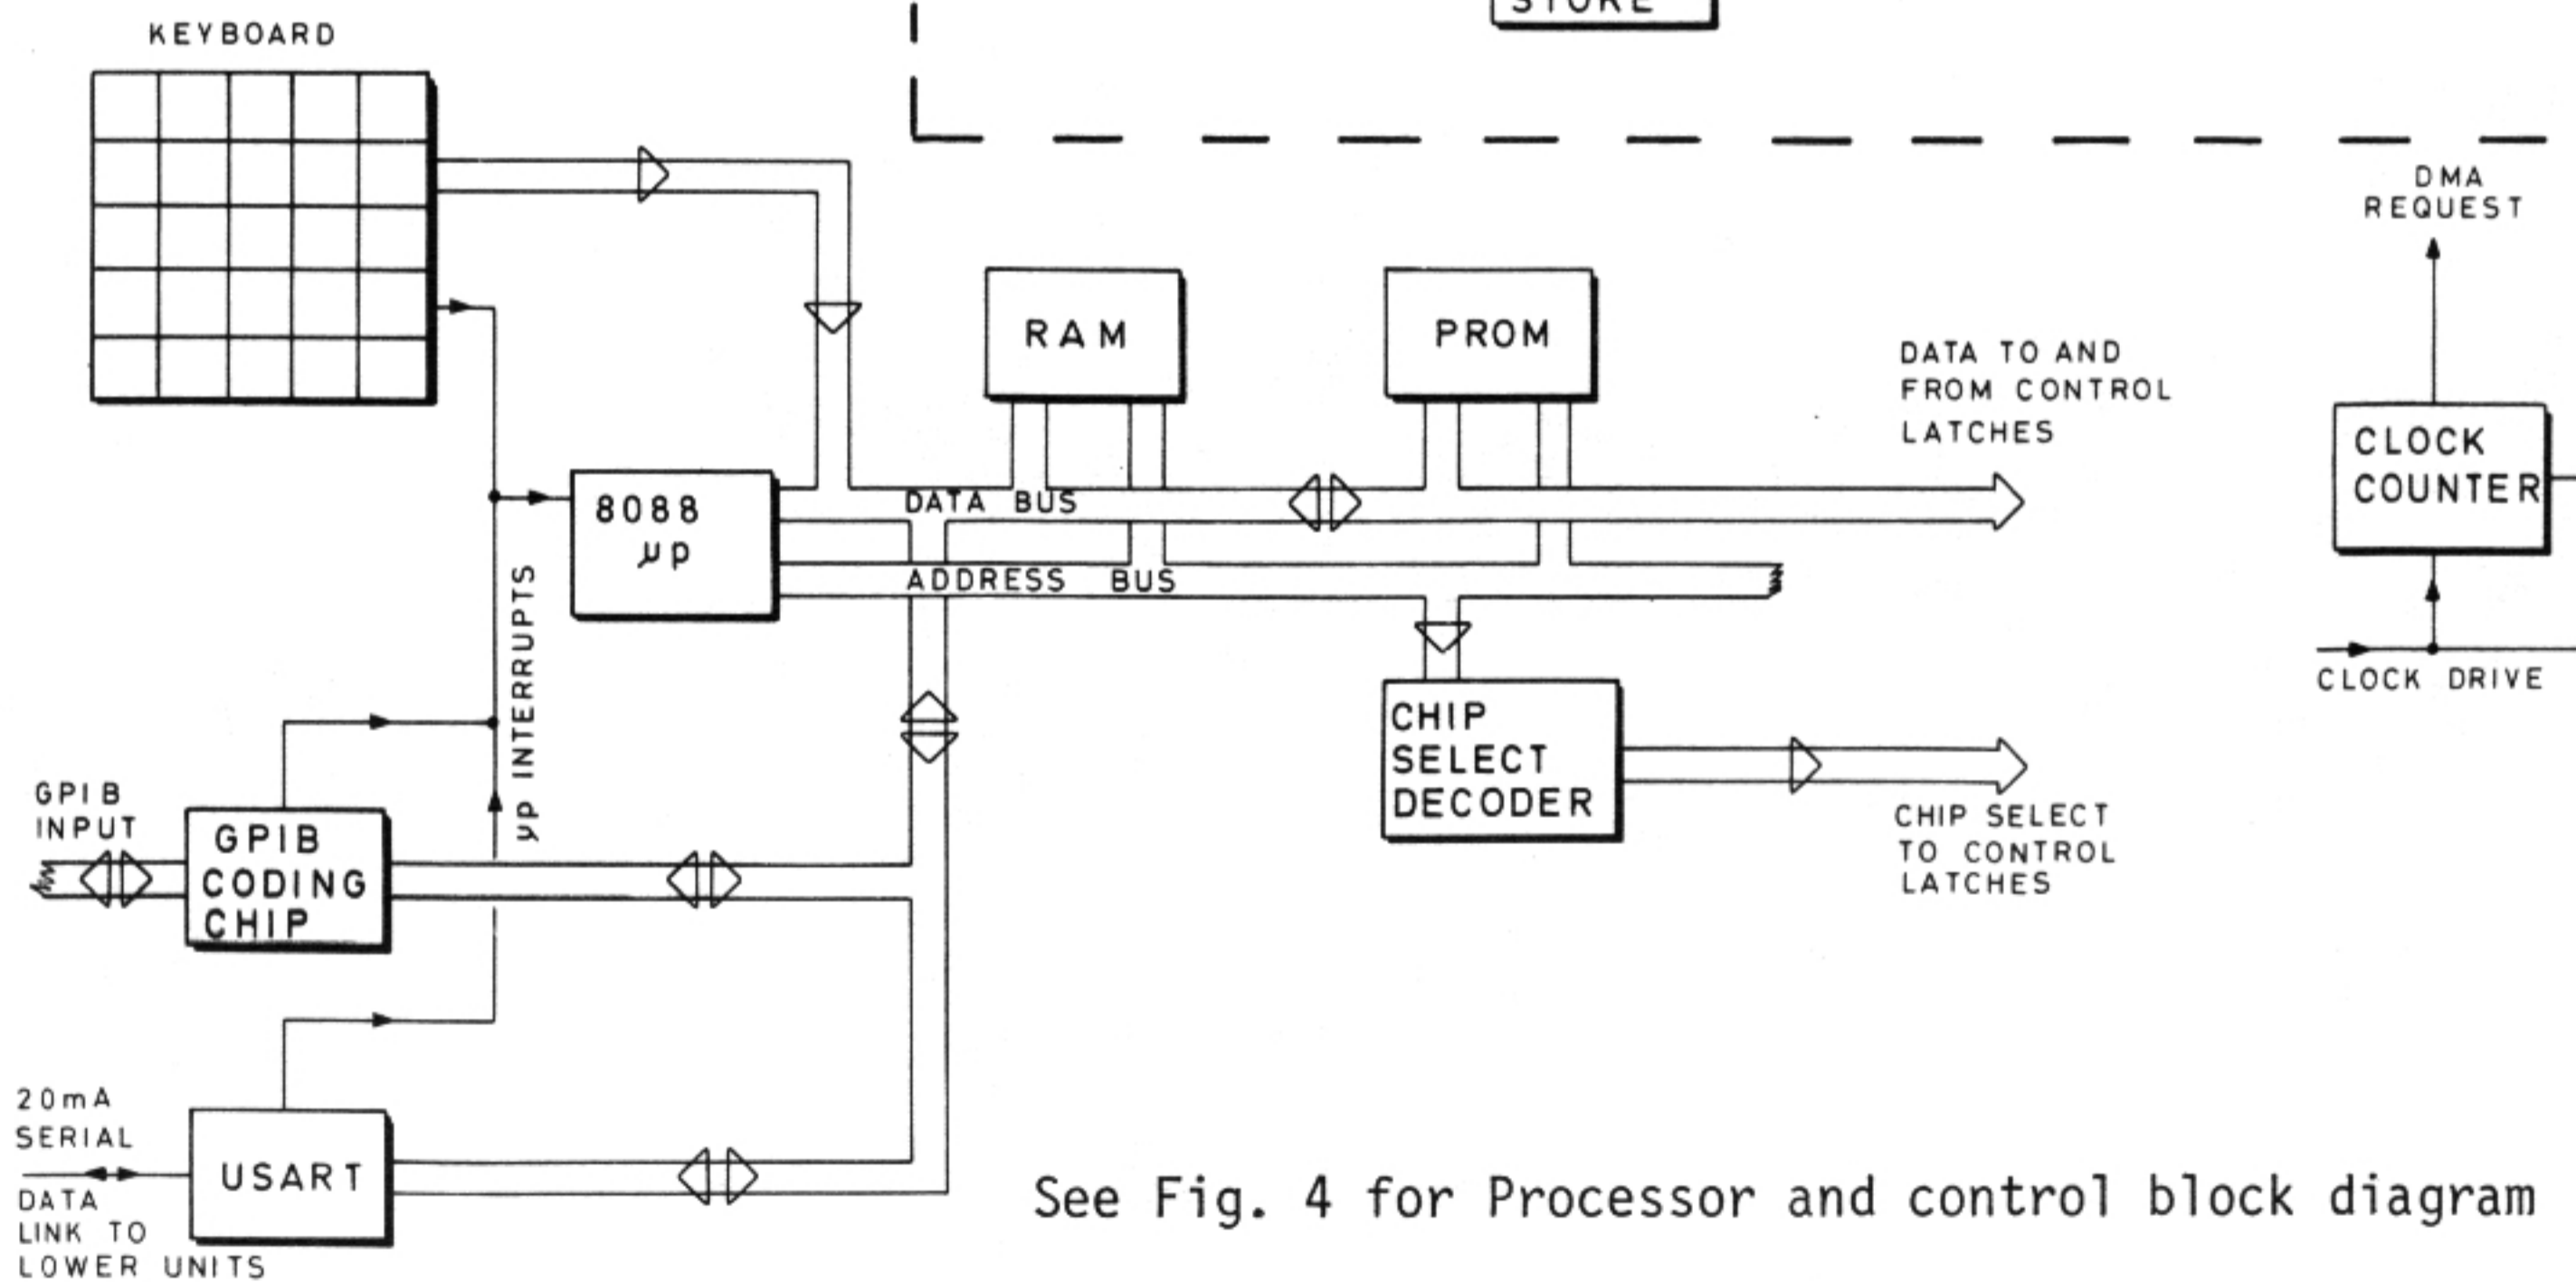 STORE
KEYBOARD
DMA
REQUEST
RAM
PROM
DATA TO AND
FROM CONTROL
LATCHES
CLOCK
COUNTER
8088
µp
DATA BUS
ADDRESS BUS
µP INTERRUPTS
CLOCK DRIVE
CHIP
SELECT
DECODER
GPIB
INPUT
GPIB
CODING
CHIP
CHIP SELECT
TO CONTROL
LATCHES
20mA
SERIAL
DATA
LINK TO
LOWER UNITS
USART
See Fig. 4 for Processor and control block diagram